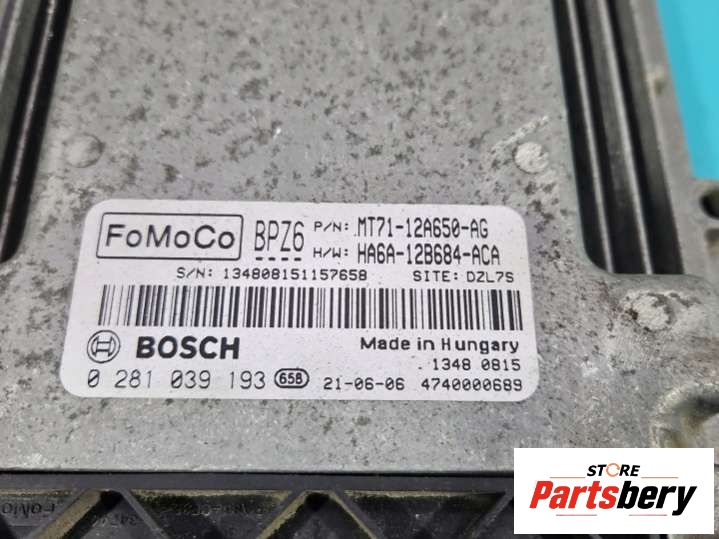 FoMoCo BPZ6 P/N: MT71-12A650-AG
H/W: HA6A-12B684-ACA
S/N: 134808151157658 SITE: DZL7S
BOSCH Made in Hungary
.1348 0815
0 281 039 193 658 21-06-06 4740000689
FoMoCo
STORE
Partsbery